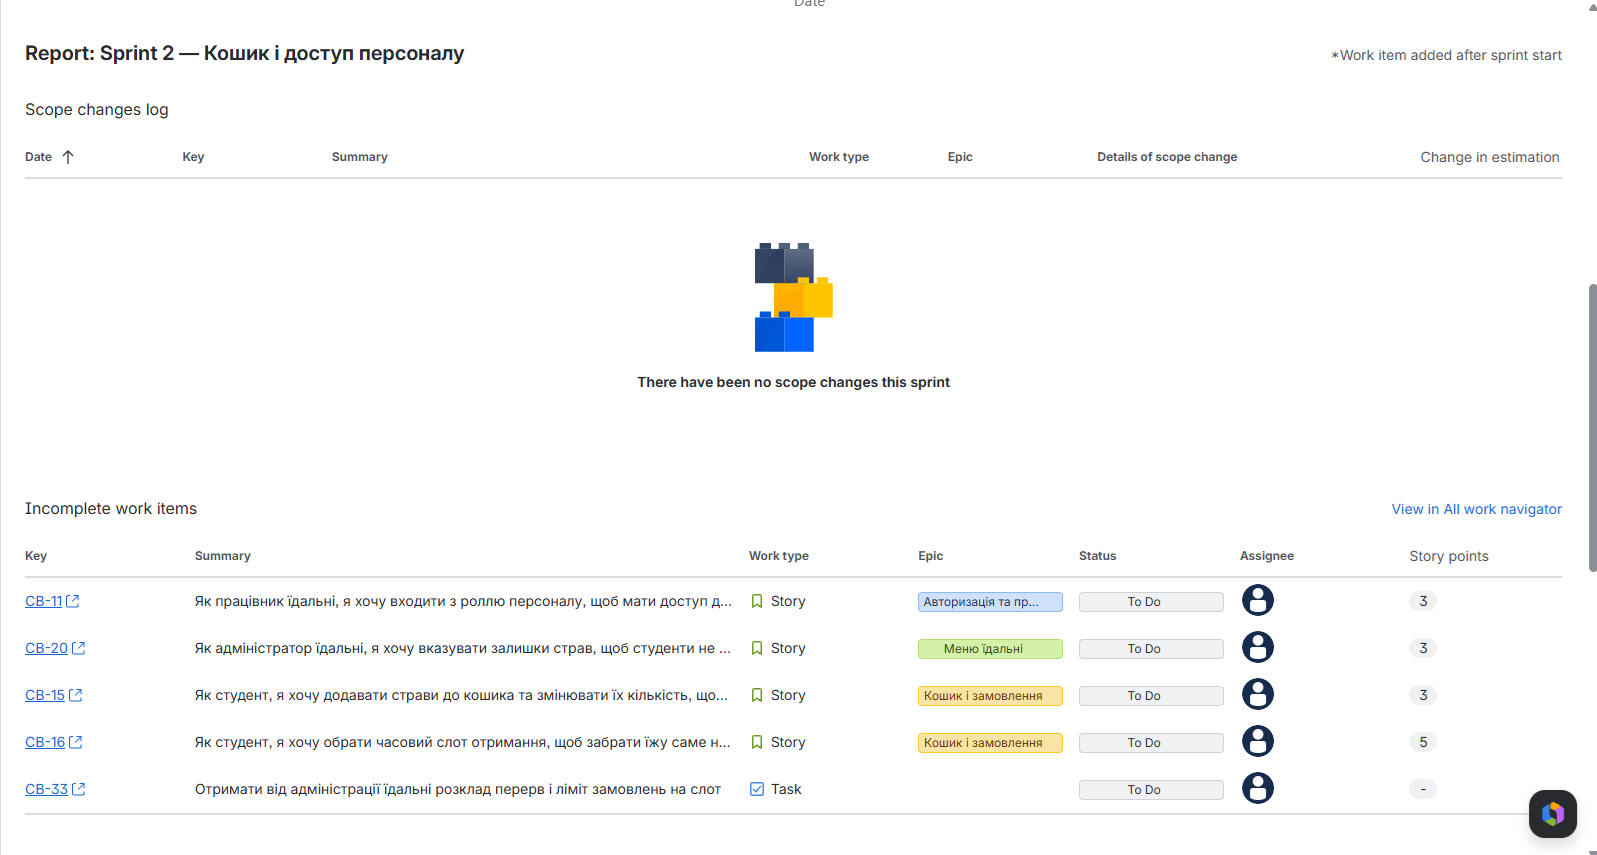 Date
Report: Sprint 2 — Кошик і доступ персоналу
*Work item added after sprint start
Scope changes log
Date Key Summary Work type Epic Details of scope change Change in estimation
There have been no scope changes this sprint
Incomplete work items
View in All work navigator
Key Summary Work type Epic Status Assignee Story points
CB-11 Як працівник їдальні, я хочу входити з роллю персоналу, щоб мати доступ д... Story Авторизація та пр... To Do 3
CB-20 Як адміністратор їдальні, я хочу вказувати залишки страв, щоб студенти не ... Story Меню їдальні To Do 3
CB-15 Як студент, я хочу додавати страви до кошика та змінювати їх кількість, що... Story Кошик і замовлення To Do 3
CB-16 Як студент, я хочу обрати часовий слот отримання, щоб забрати їжу саме н... Story Кошик і замовлення To Do 5
CB-33 Отримати від адміністрації їдальні розклад перерв і ліміт замовлень на слот Task To Do -